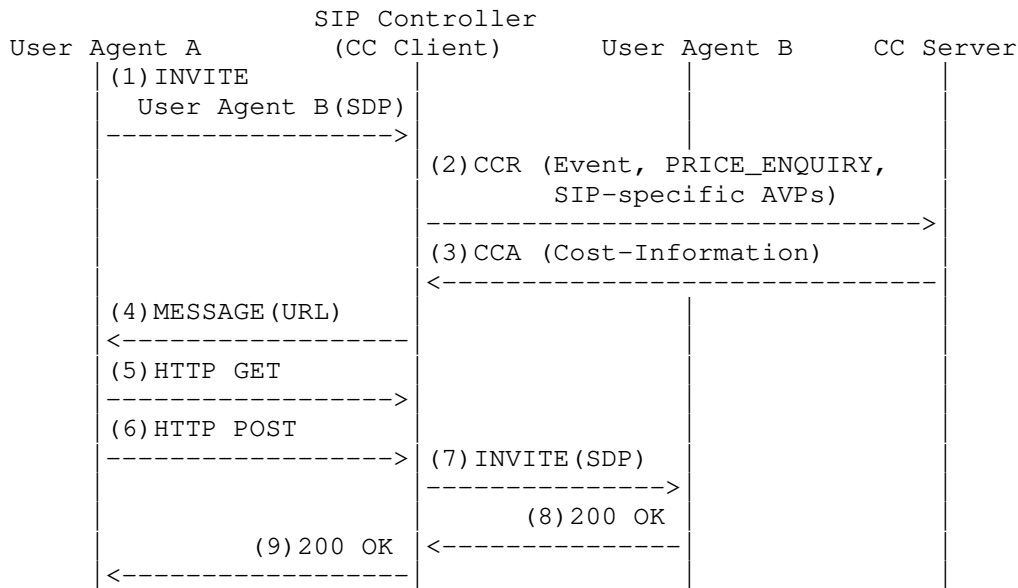 SIP Controller
User Agent A (CC Client) User Agent B CC Server
(1)INVITE
User Agent B(SDP)
(2)CCR (Event, PRICE_ENQUIRY,
SIP-specific AVPs)
(3)CCA (Cost-Information)
(4)MESSAGE(URL)
(5)HTTP GET
(6)HTTP POST
(7)INVITE(SDP)
(8)200 OK
(9)200 OK